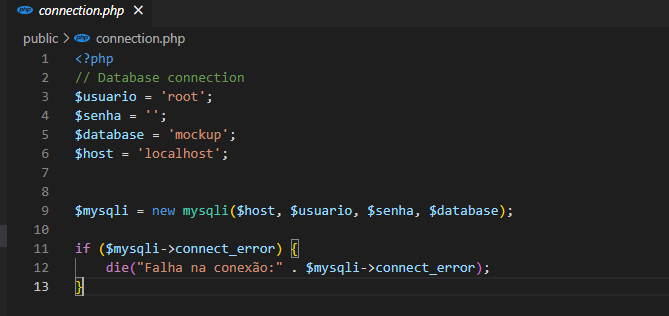 connection.php ×
public > connection.php
1 <?php
2 // Database connection
3 $usuario = 'root';
4 $senha = '';
5 $database = 'mockup';
6 $host = 'localhost';
7
8
9 $mysqli = new mysqli($host, $usuario, $senha, $database);
10
11 if ($mysqli->connect_error) {
12     die("Falha na conexão:" . $mysqli->connect_error);
13 }